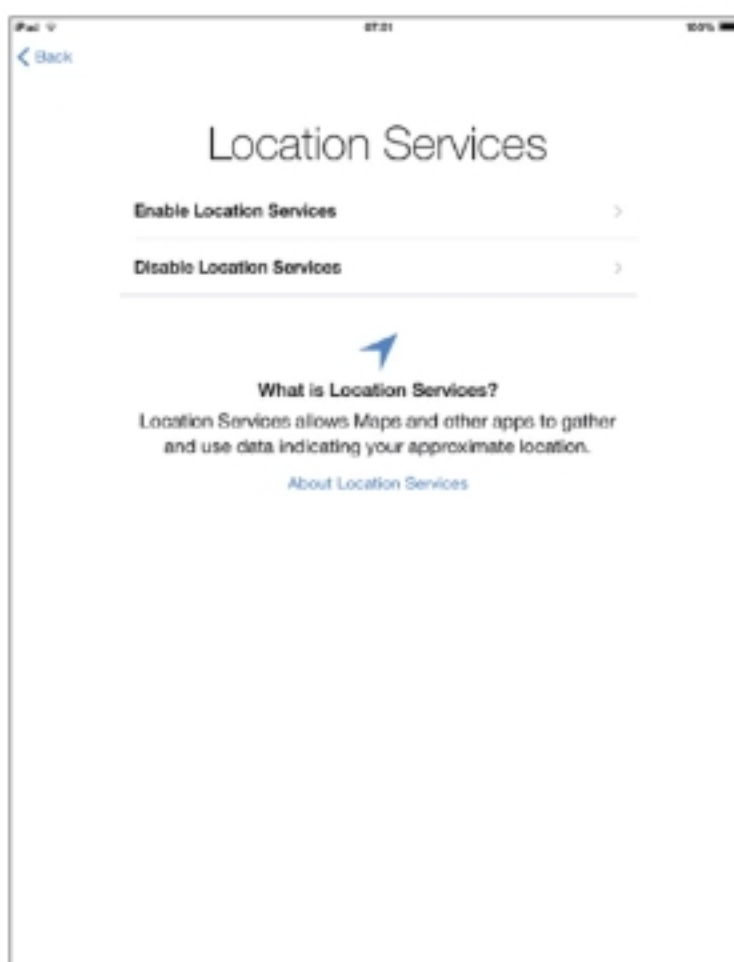 iPad
07:31
100%
Back
Location Services
Enable Location Services
Disable Location Services
What is Location Services?
Location Services allows Maps and other apps to gather
and use data indicating your approximate location.
About Location Services